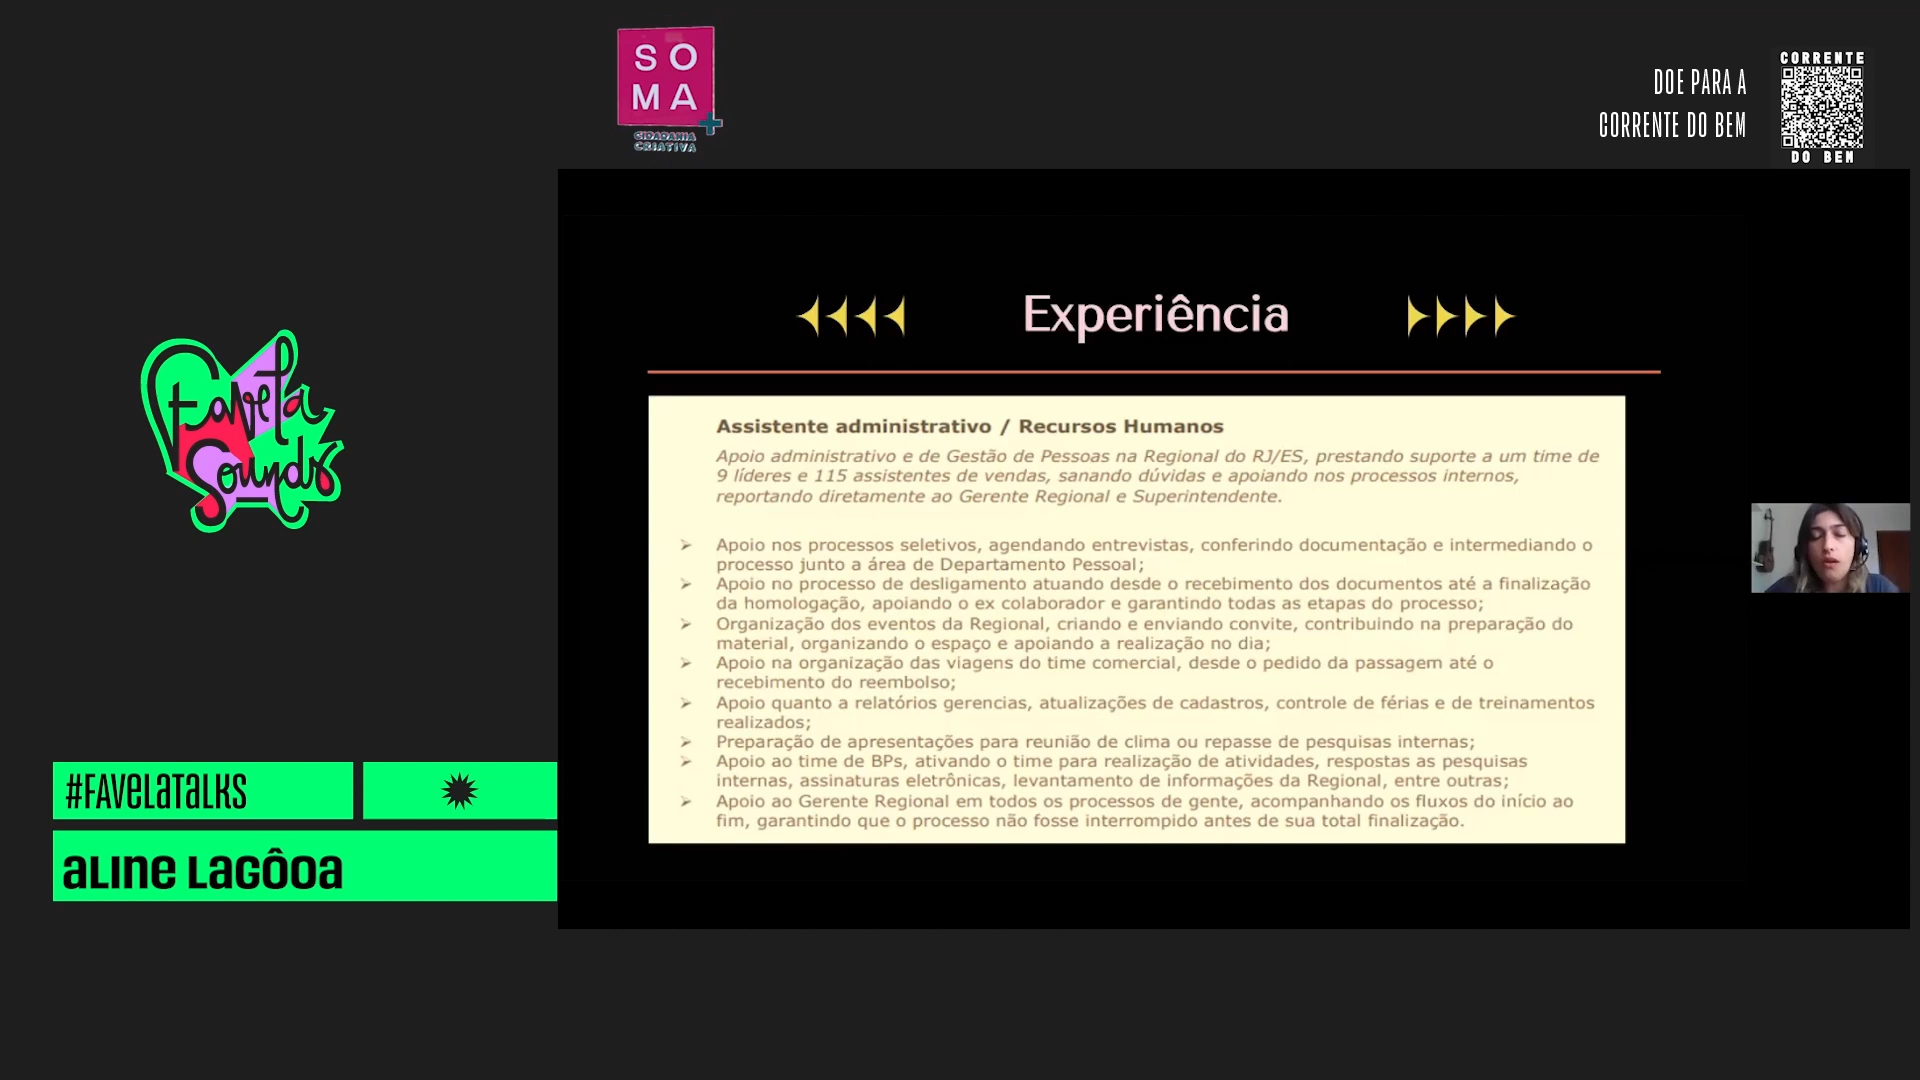 SO
MA
CIDADANIA
CRIATIVA
DOE PARA A
CORRENTE DO BEM
CORRENTE
DO BEM
Experiência
Assistente administrativo / Recursos Humanos
Apoio administrativo e de Gestão de Pessoas na Regional do RJ/ES, prestando suporte a um time de
9 líderes e 115 assistentes de vendas, sanando dúvidas e apoiando nos processos internos,
reportando diretamente ao Gerente Regional e Superintendente.
Apoio nos processos seletivos, agendando entrevistas, conferindo documentação e intermediando o
processo junto a área de Departamento Pessoal;
Apoio no processo de desligamento atuando desde o recebimento dos documentos até a finalização
da homologação, apoiando o ex colaborador e garantindo todas as etapas do processo;
Organização dos eventos da Regional, criando e enviando convite, contribuindo na preparação do
material, organizando o espaço e apoiando a realização no dia;
Apoio na organização das viagens do time comercial, desde o pedido da passagem até o
recebimento do reembolso;
Apoio quanto a relatórios gerencias, atualizações de cadastros, controle de férias e de treinamentos
realizados;
Preparação de apresentações para reunião de clima ou repasse de pesquisas internas;
Apoio ao time de BPs, ativando o time para realização de atividades, respostas as pesquisas
internas, assinaturas eletrônicas, levantamento de informações da Regional, entre outras;
Apoio ao Gerente Regional em todos os processos de gente, acompanhando os fluxos do início ao
fim, garantindo que o processo não fosse interrompido antes de sua total finalização.
Favela
Sounds
#FAVELATALKS
ALINE LAGÔOA